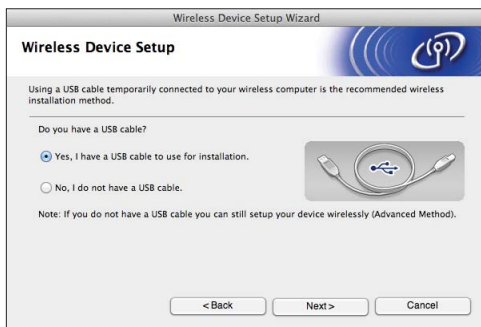 Wireless Device Setup Wizard
Wireless Device Setup
Using a USB cable temporarily connected to your wireless computer is the recommended wireless
installation method.
Do you have a USB cable?
Yes, I have a USB cable to use for installation.
No, I do not have a USB cable.
Note: If you do not have a USB cable you can still setup your device wirelessly (Advanced Method).
< Back
Next >
Cancel